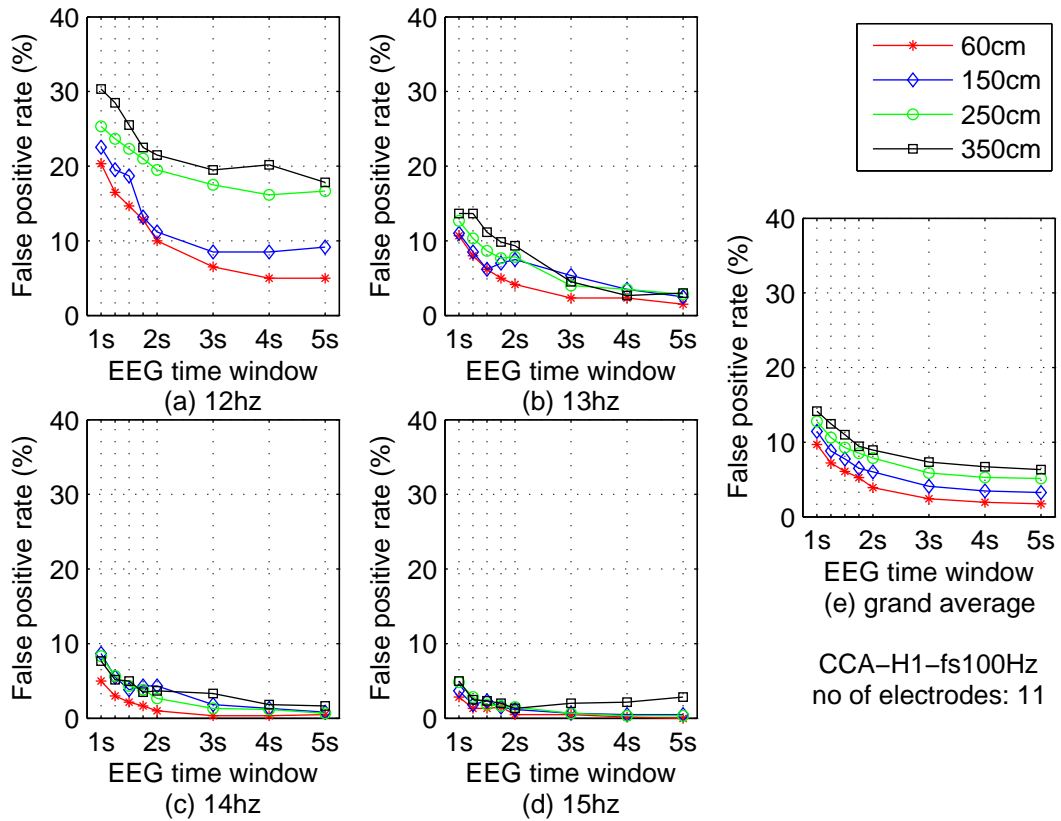 False positive rate (%)
40
30
20
10
0
1s 2s 3s 4s 5s
EEG time window
(a) 12hz
False positive rate (%)
40
30
20
10
0
1s 2s 3s 4s 5s
EEG time window
(b) 13hz
60cm
150cm
250cm
350cm
False positive rate (%)
40
30
20
10
0
1s 2s 3s 4s 5s
EEG time window
(c) 14hz
False positive rate (%)
40
30
20
10
0
1s 2s 3s 4s 5s
EEG time window
(d) 15hz
False positive rate (%)
40
30
20
10
0
1s 2s 3s 4s 5s
EEG time window
(e) grand average
CCA−H1−fs100Hz
no of electrodes: 11